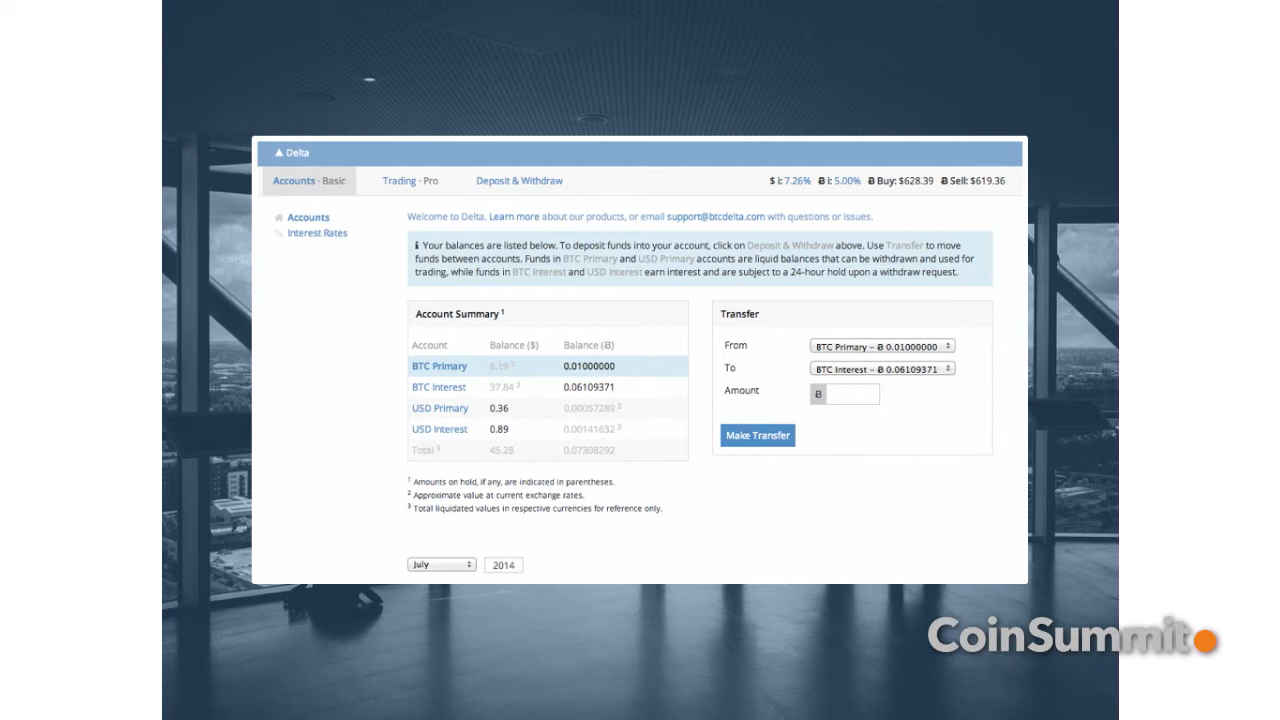 Delta
Accounts · Basic Trading · Pro Deposit & Withdraw $ i: 7.26% Ƀ i: 5.00% Ƀ Buy: $628.39 Ƀ Sell: $619.36
Accounts
Interest Rates
Welcome to Delta. Learn more about our products, or email support@btcdelta.com with questions or issues.
Your balances are listed below. To deposit funds into your account, click on Deposit & Withdraw above. Use Transfer to move
funds between accounts. Funds in BTC Primary and USD Primary accounts are liquid balances that can be withdrawn and used for
trading, while funds in BTC Interest and USD Interest earn interest and are subject to a 24-hour hold upon a withdraw request.
Account Summary 1
Account Balance ($) Balance (Ƀ)
BTC Primary 6.19 2 0.01000000
BTC Interest 37.84 2 0.06109371
USD Primary 0.36 0.00057289 2
USD Interest 0.89 0.00141632 2
Total 3 45.28 0.07308292
1 Amounts on hold, if any, are indicated in parentheses.
2 Approximate value at current exchange rates.
3 Total liquidated values in respective currencies for reference only.
July 2014
Transfer
From BTC Primary – Ƀ 0.01000000
To BTC Interest – Ƀ 0.06109371
Amount Ƀ
Make Transfer
CoinSummit